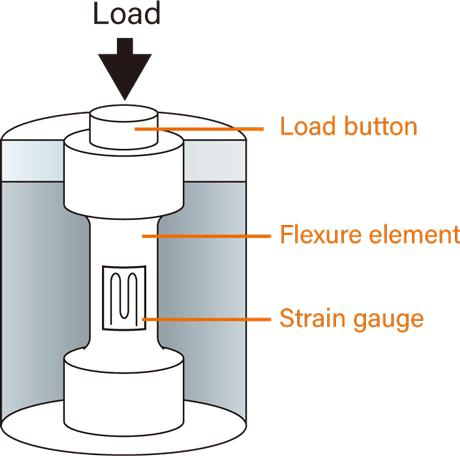 Load
Load button
Flexure element
Strain gauge